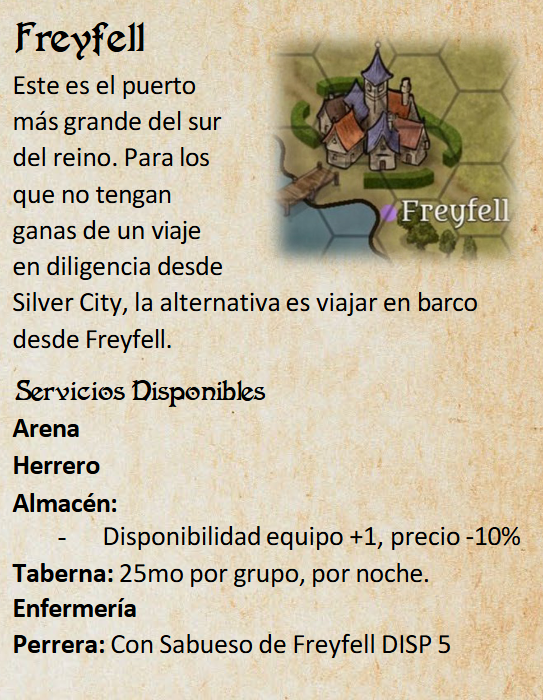 Freyfell
Este es el puerto
más grande del sur
del reino. Para los
que no tengan
ganas de un viaje
en diligencia desde
Silver City, la alternativa es viajar en barco
desde Freyfell.
Freyfell
Servicios Disponibles
Arena
Herrero
Almacén:
- Disponibilidad equipo +1, precio -10%
Taberna: 25mo por grupo, por noche.
Enfermería
Perrera: Con Sabueso de Freyfell DISP 5